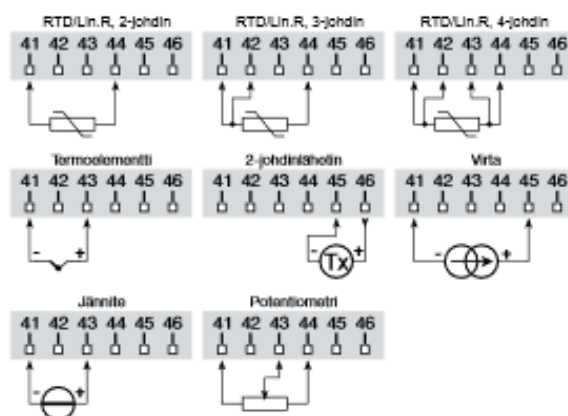 RTD/Lin.R, 2-johdin RTD/Lin.R, 3-johdin RTD/Lin.R, 4-johdin
41 42 43 44 45 46 41 42 43 44 45 46 41 42 43 44 45 46
Termoelementti 2-johdinlähetin Virta
41 42 43 44 45 46 41 42 43 44 45 46 41 42 43 44 45 46
- + - Tx + - +
Jännite Potentiometri
41 42 43 44 45 46 41 42 43 44 45 46
- +